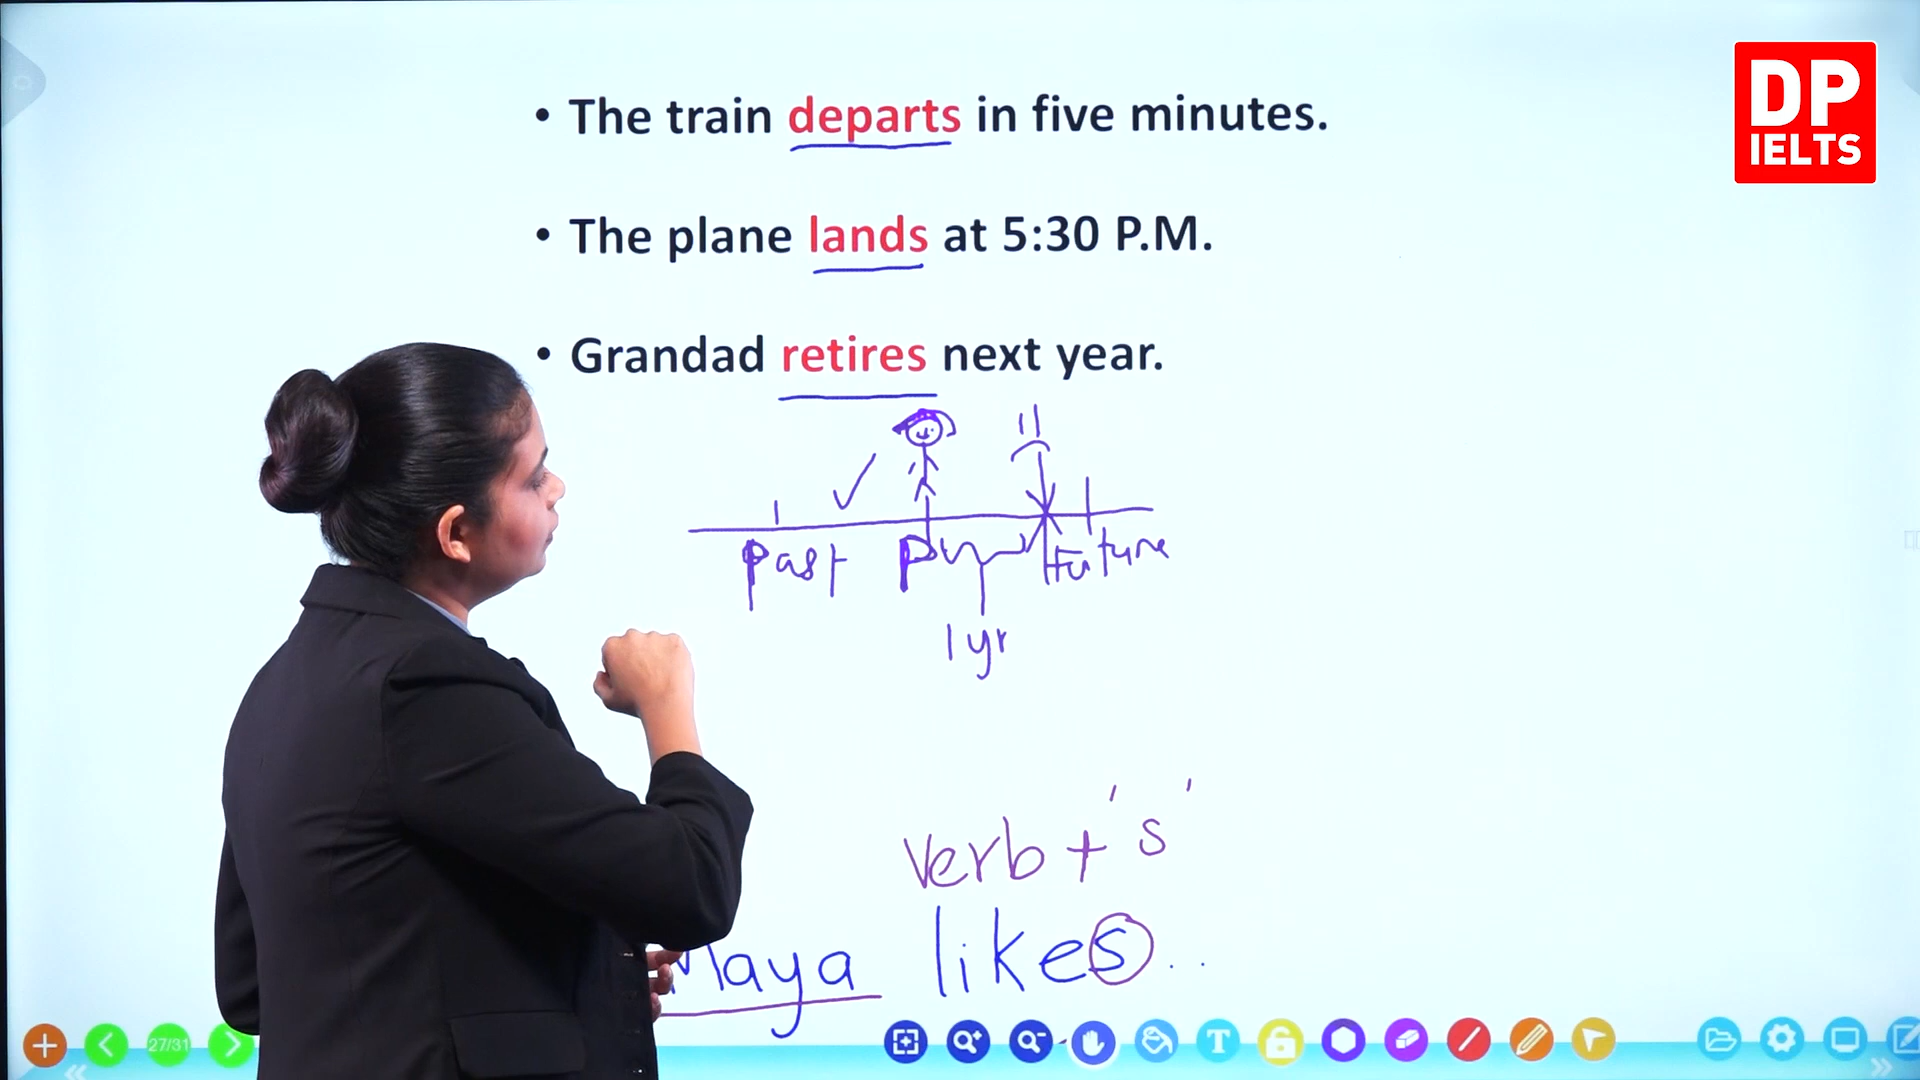 • The train departs in five minutes.
DP
IELTS
• The plane lands at 5:30 P.M.
• Grandad retires next year.
Past
Future
1 yr
verb + 's'
Maya likes..
27/31
T